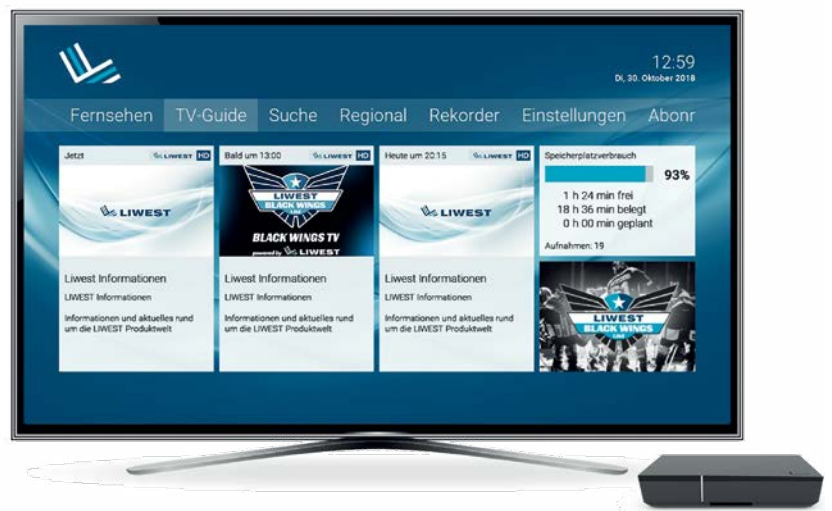 12:59
Di, 30. Oktober 2018
Fernsehen TV-Guide Suche Regional Rekorder Einstellungen Abonr
Jetzt LIWEST HD
LIWEST
Liwest Informationen
LIWEST Informationen
Informationen und aktuelles rund
um die LIWEST Produktwelt
Bald um 13:00 LIWEST HD
LIWEST
BLACK WINGS
LINZ
BLACK WINGS TV
powered by LIWEST
Liwest Informationen
LIWEST Informationen
Informationen und aktuelles rund
um die LIWEST Produktwelt
Heute um 20:15 LIWEST HD
LIWEST
Liwest Informationen
LIWEST Informationen
Informationen und aktuelles rund
um die LIWEST Produktwelt
Speicherplatzverbrauch
93%
1 h 24 min frei
18 h 36 min belegt
0 h 00 min geplant
Aufnahmen: 19
LIWEST
BLACK WINGS
LINZ